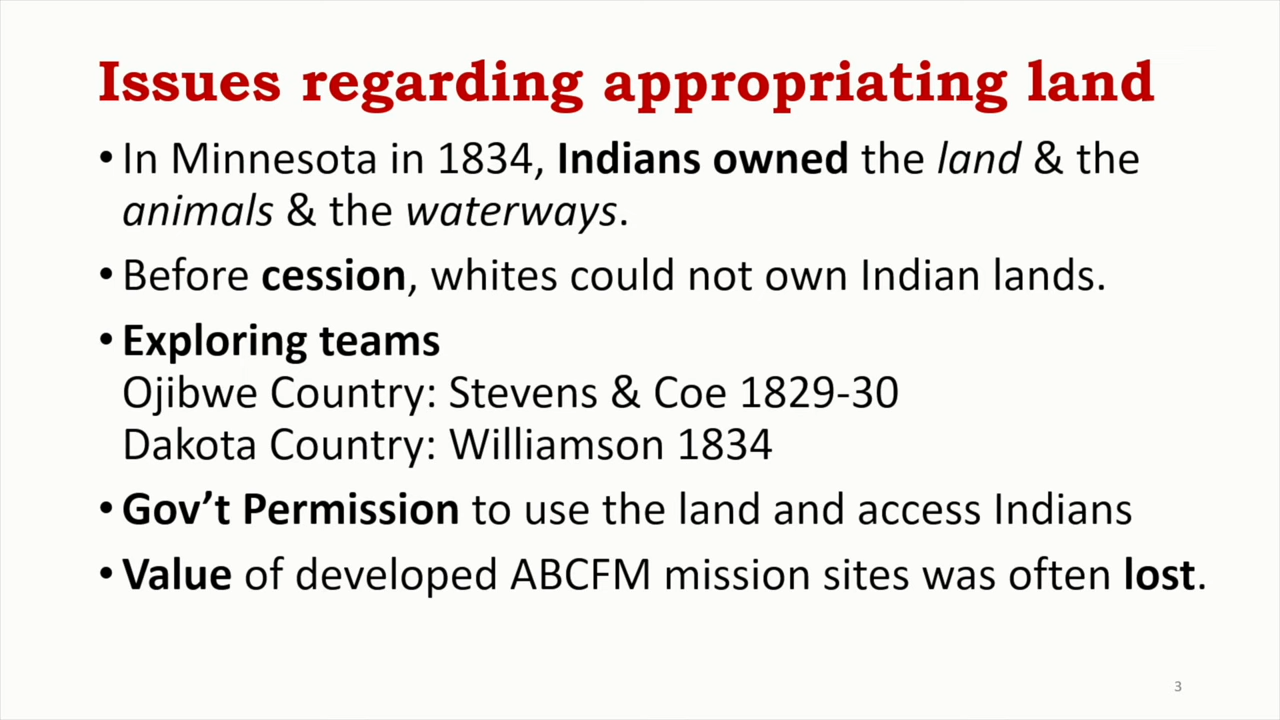 Issues regarding appropriating land
• In Minnesota in 1834, Indians owned the land & the
animals & the waterways.
• Before cession, whites could not own Indian lands.
• Exploring teams
Ojibwe Country: Stevens & Coe 1829-30
Dakota Country: Williamson 1834
• Gov’t Permission to use the land and access Indians
• Value of developed ABCFM mission sites was often lost.
3